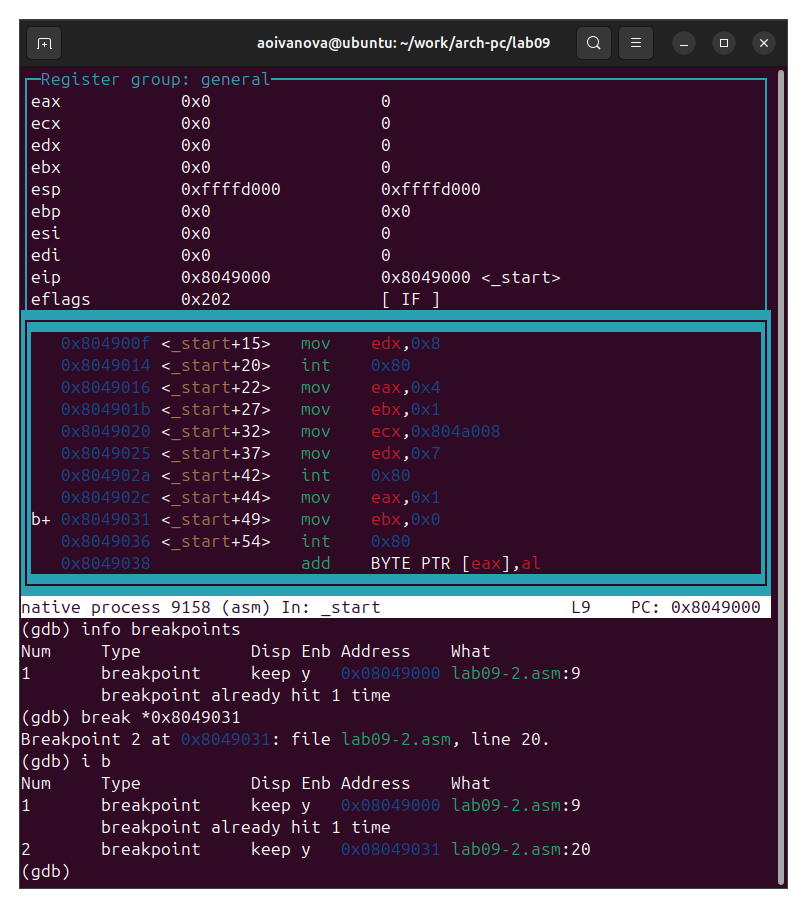 aoivanova@ubuntu: ~/work/arch-pc/lab09
Register group: general
eax 0x0 0
ecx 0x0 0
edx 0x0 0
ebx 0x0 0
esp 0xffffd000 0xffffd000
ebp 0x0 0x0
esi 0x0 0
edi 0x0 0
eip 0x8049000 0x8049000 <_start>
eflags 0x202 [ IF ]
0x804900f <_start+15> mov edx,0x8
0x8049014 <_start+20> int 0x80
0x8049016 <_start+22> mov eax,0x4
0x804901b <_start+27> mov ebx,0x1
0x8049020 <_start+32> mov ecx,0x804a008
0x8049025 <_start+37> mov edx,0x7
0x804902a <_start+42> int 0x80
0x804902c <_start+44> mov eax,0x1
b+ 0x8049031 <_start+49> mov ebx,0x0
0x8049036 <_start+54> int 0x80
0x8049038 add BYTE PTR [eax],al
native process 9158 (asm) In: _start L9 PC: 0x8049000
(gdb) info breakpoints
Num Type Disp Enb Address What
1 breakpoint keep y 0x08049000 lab09-2.asm:9
breakpoint already hit 1 time
(gdb) break *0x8049031
Breakpoint 2 at 0x8049031: file lab09-2.asm, line 20.
(gdb) i b
Num Type Disp Enb Address What
1 breakpoint keep y 0x08049000 lab09-2.asm:9
breakpoint already hit 1 time
2 breakpoint keep y 0x08049031 lab09-2.asm:20
(gdb)